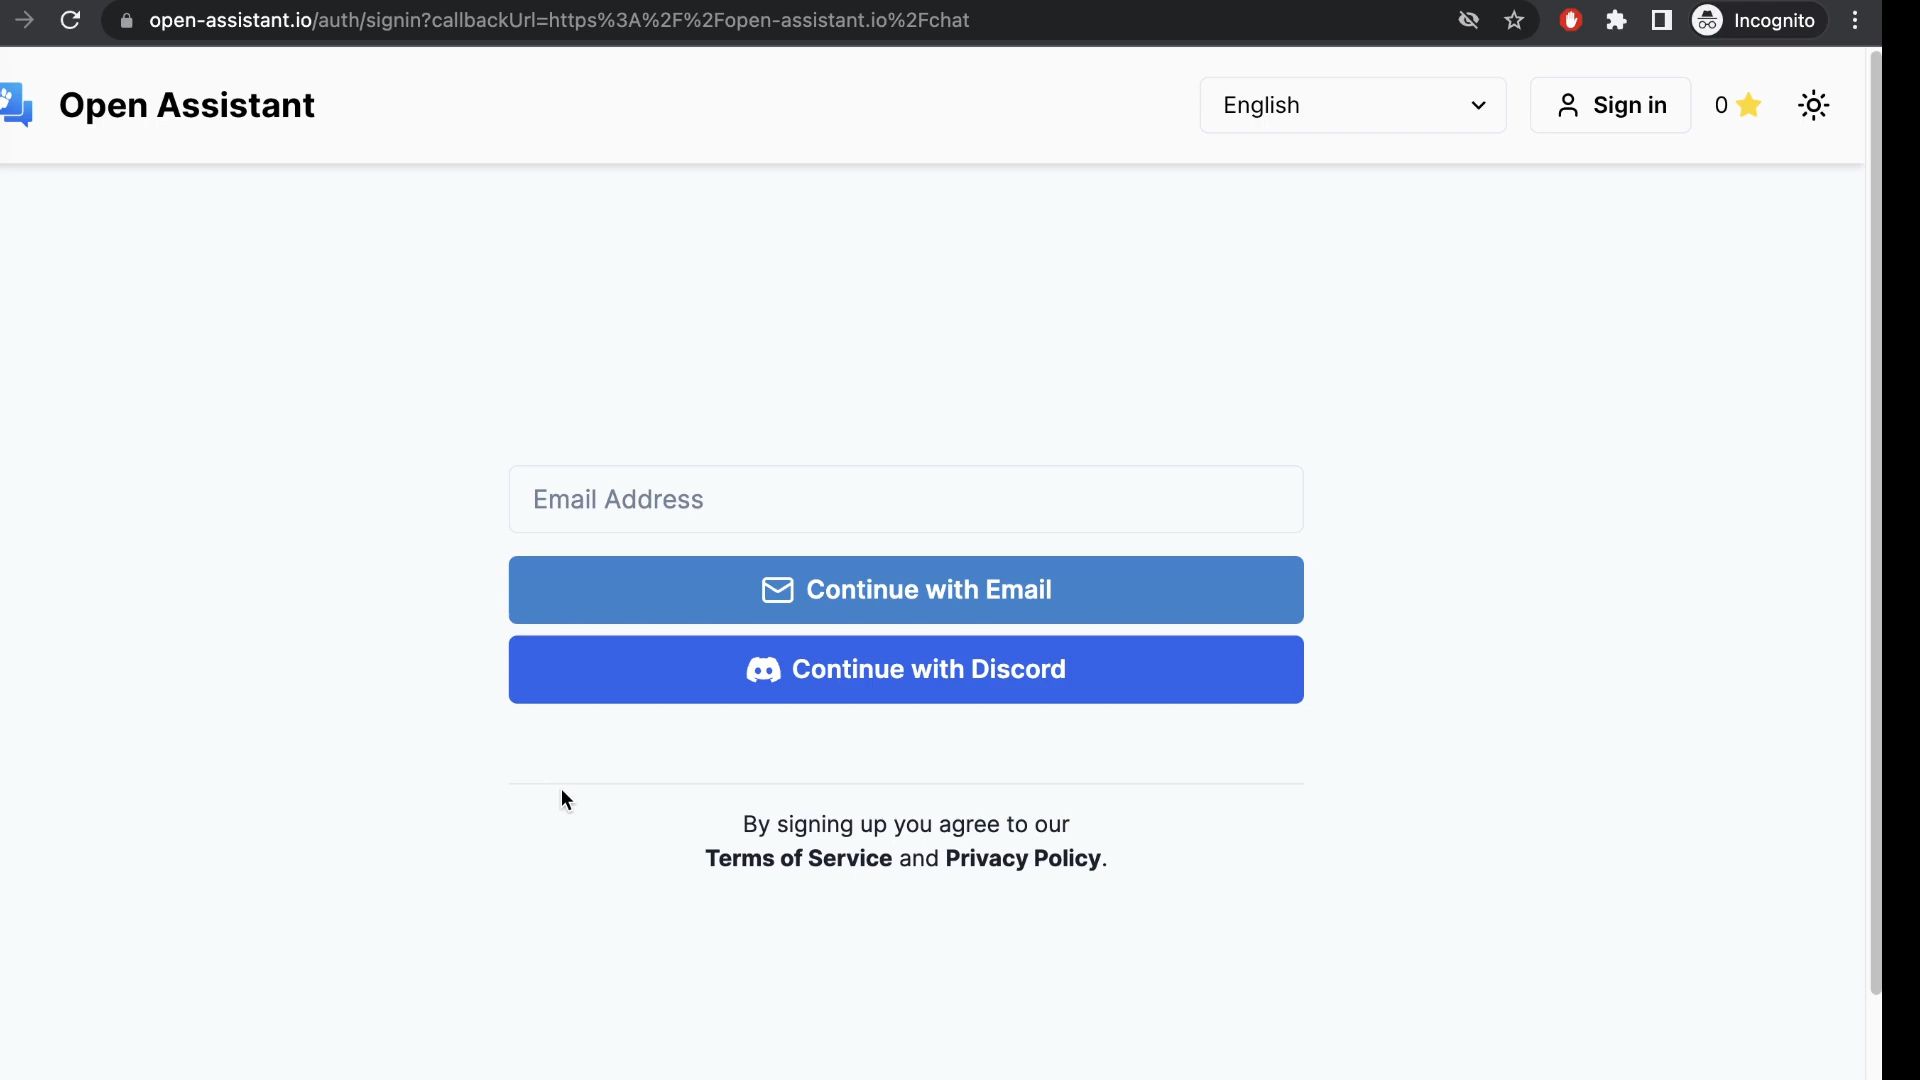 open-assistant.io/auth/signin?callbackUrl=https%3A%2F%2Fopen-assistant.io%2Fchat
Incognito
Open Assistant
English
Sign in
0
Email Address
Continue with Email
Continue with Discord
By signing up you agree to our
Terms of Service and Privacy Policy.